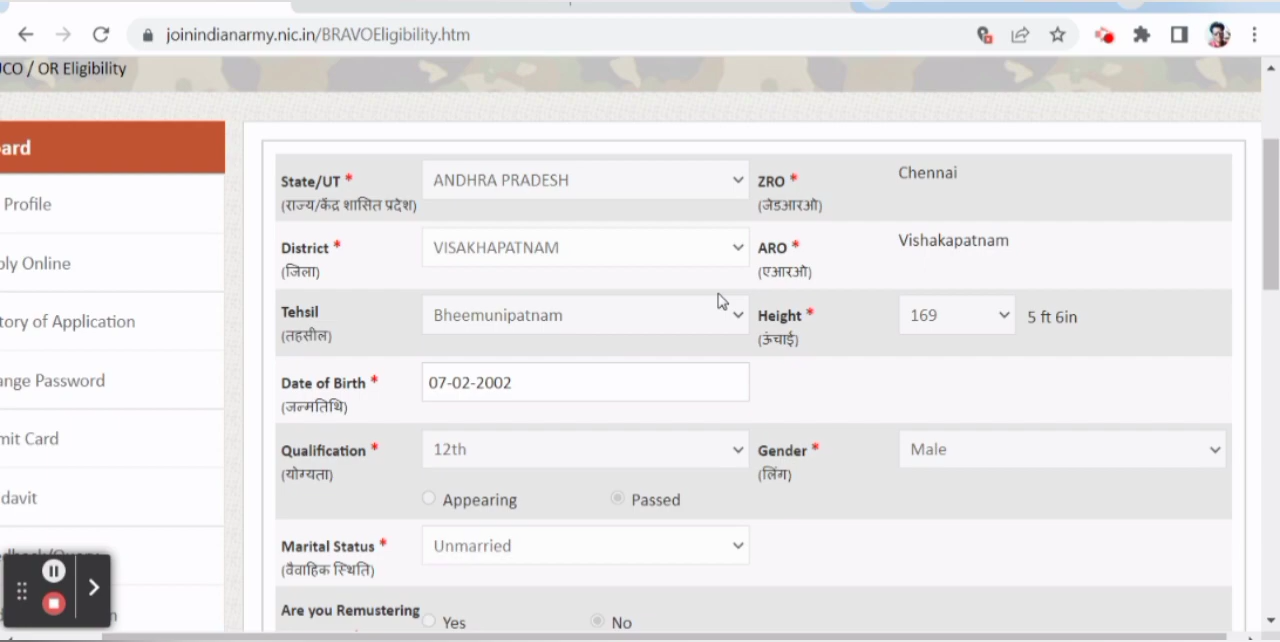 joinindianarmy.nic.in/BRAVOEligibility.htm
JCO / OR Eligibility
ard
Profile
ply Online
tory of Application
ange Password
mit Card
davit
State/UT *
(राज्य/केंद्र शासित प्रदेश)
ANDHRA PRADESH
ZRO *
(जेडआरओ)
Chennai
District *
(जिला)
VISAKHAPATNAM
ARO *
(एआरओ)
Vishakapatnam
Tehsil
(तहसील)
Bheemunipatnam
Height *
(ऊंचाई)
169
5 ft 6in
Date of Birth *
(जन्मतिथि)
07-02-2002
Qualification *
(योग्यता)
12th
Gender *
(लिंग)
Male
Appearing
Passed
Marital Status *
(वैवाहिक स्थिति)
Unmarried
Are you Remustering
Yes
No